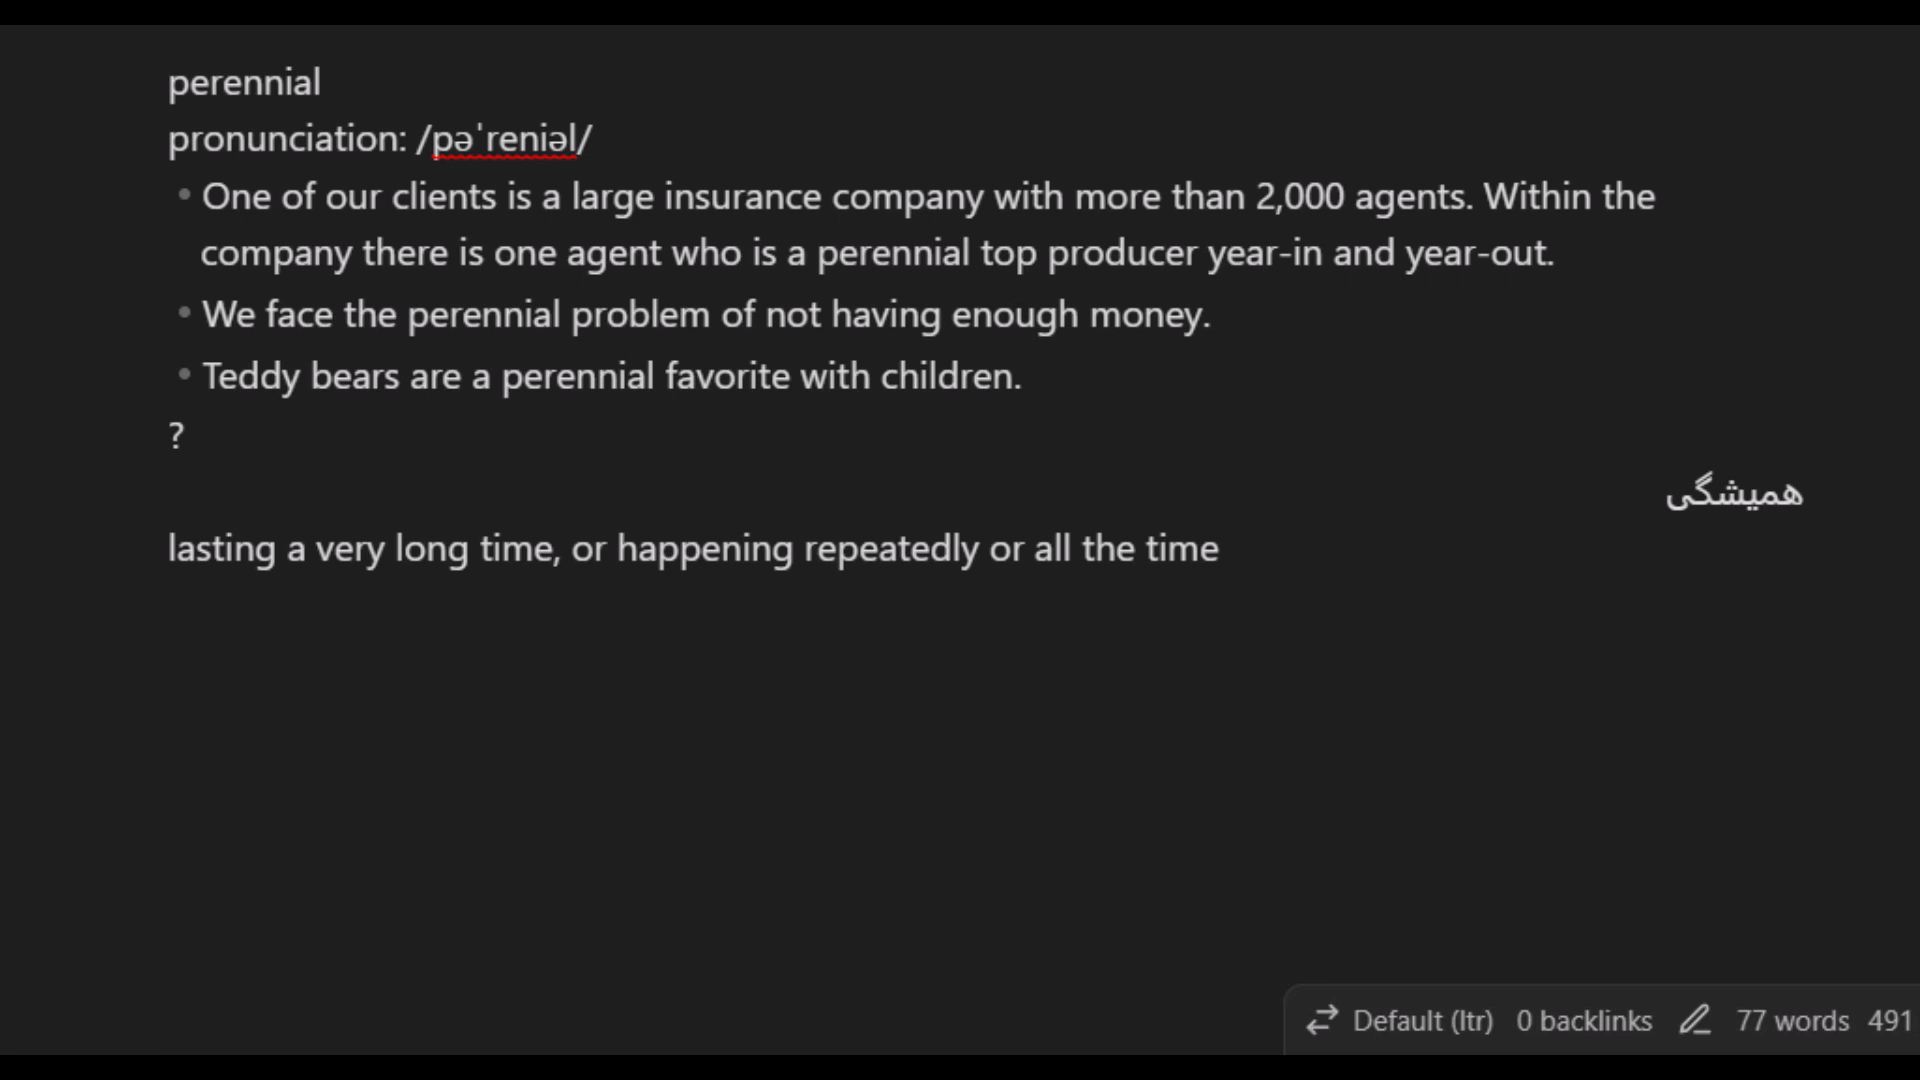 perennial
pronunciation: /pəˈreniəl/
• One of our clients is a large insurance company with more than 2,000 agents. Within the
company there is one agent who is a perennial top producer year-in and year-out.
• We face the perennial problem of not having enough money.
• Teddy bears are a perennial favorite with children.
?
همیشگی
lasting a very long time, or happening repeatedly or all the time
Default (ltr) 0 backlinks 77 words 491